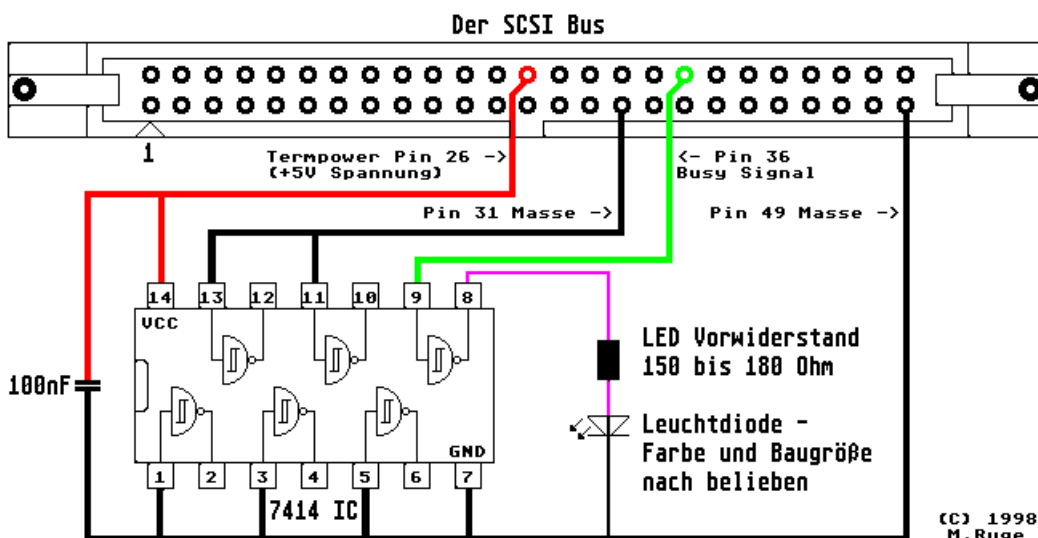 Der SCSI Bus
1
Termpower Pin 26 ->
(+5V Spannung)
<- Pin 36
Busy Signal
Pin 31 Masse ->
Pin 49 Masse ->
14 13 12 11 10 9 8
VCC
LED Vorwiderstand
150 bis 180 Ohm
100nF
Leuchtdiode -
Farbe und Baugröße
nach belieben
GND
1 2 3 4 5 6 7
7414 IC
(C) 1998
M.Ruge